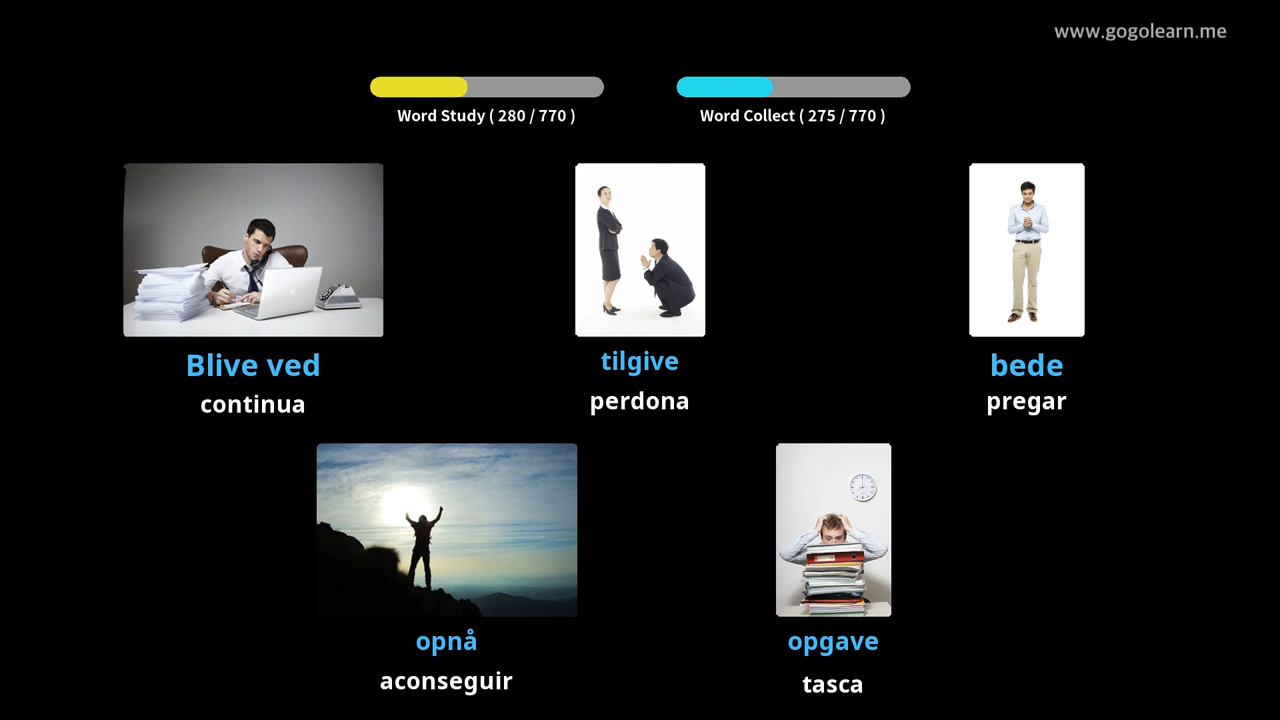 www.gogolearn.me
Word Study ( 280 / 770 )
Word Collect ( 275 / 770 )
Blive ved
continua
tilgive
perdona
bede
pregar
opnå
aconseguir
opgave
tasca